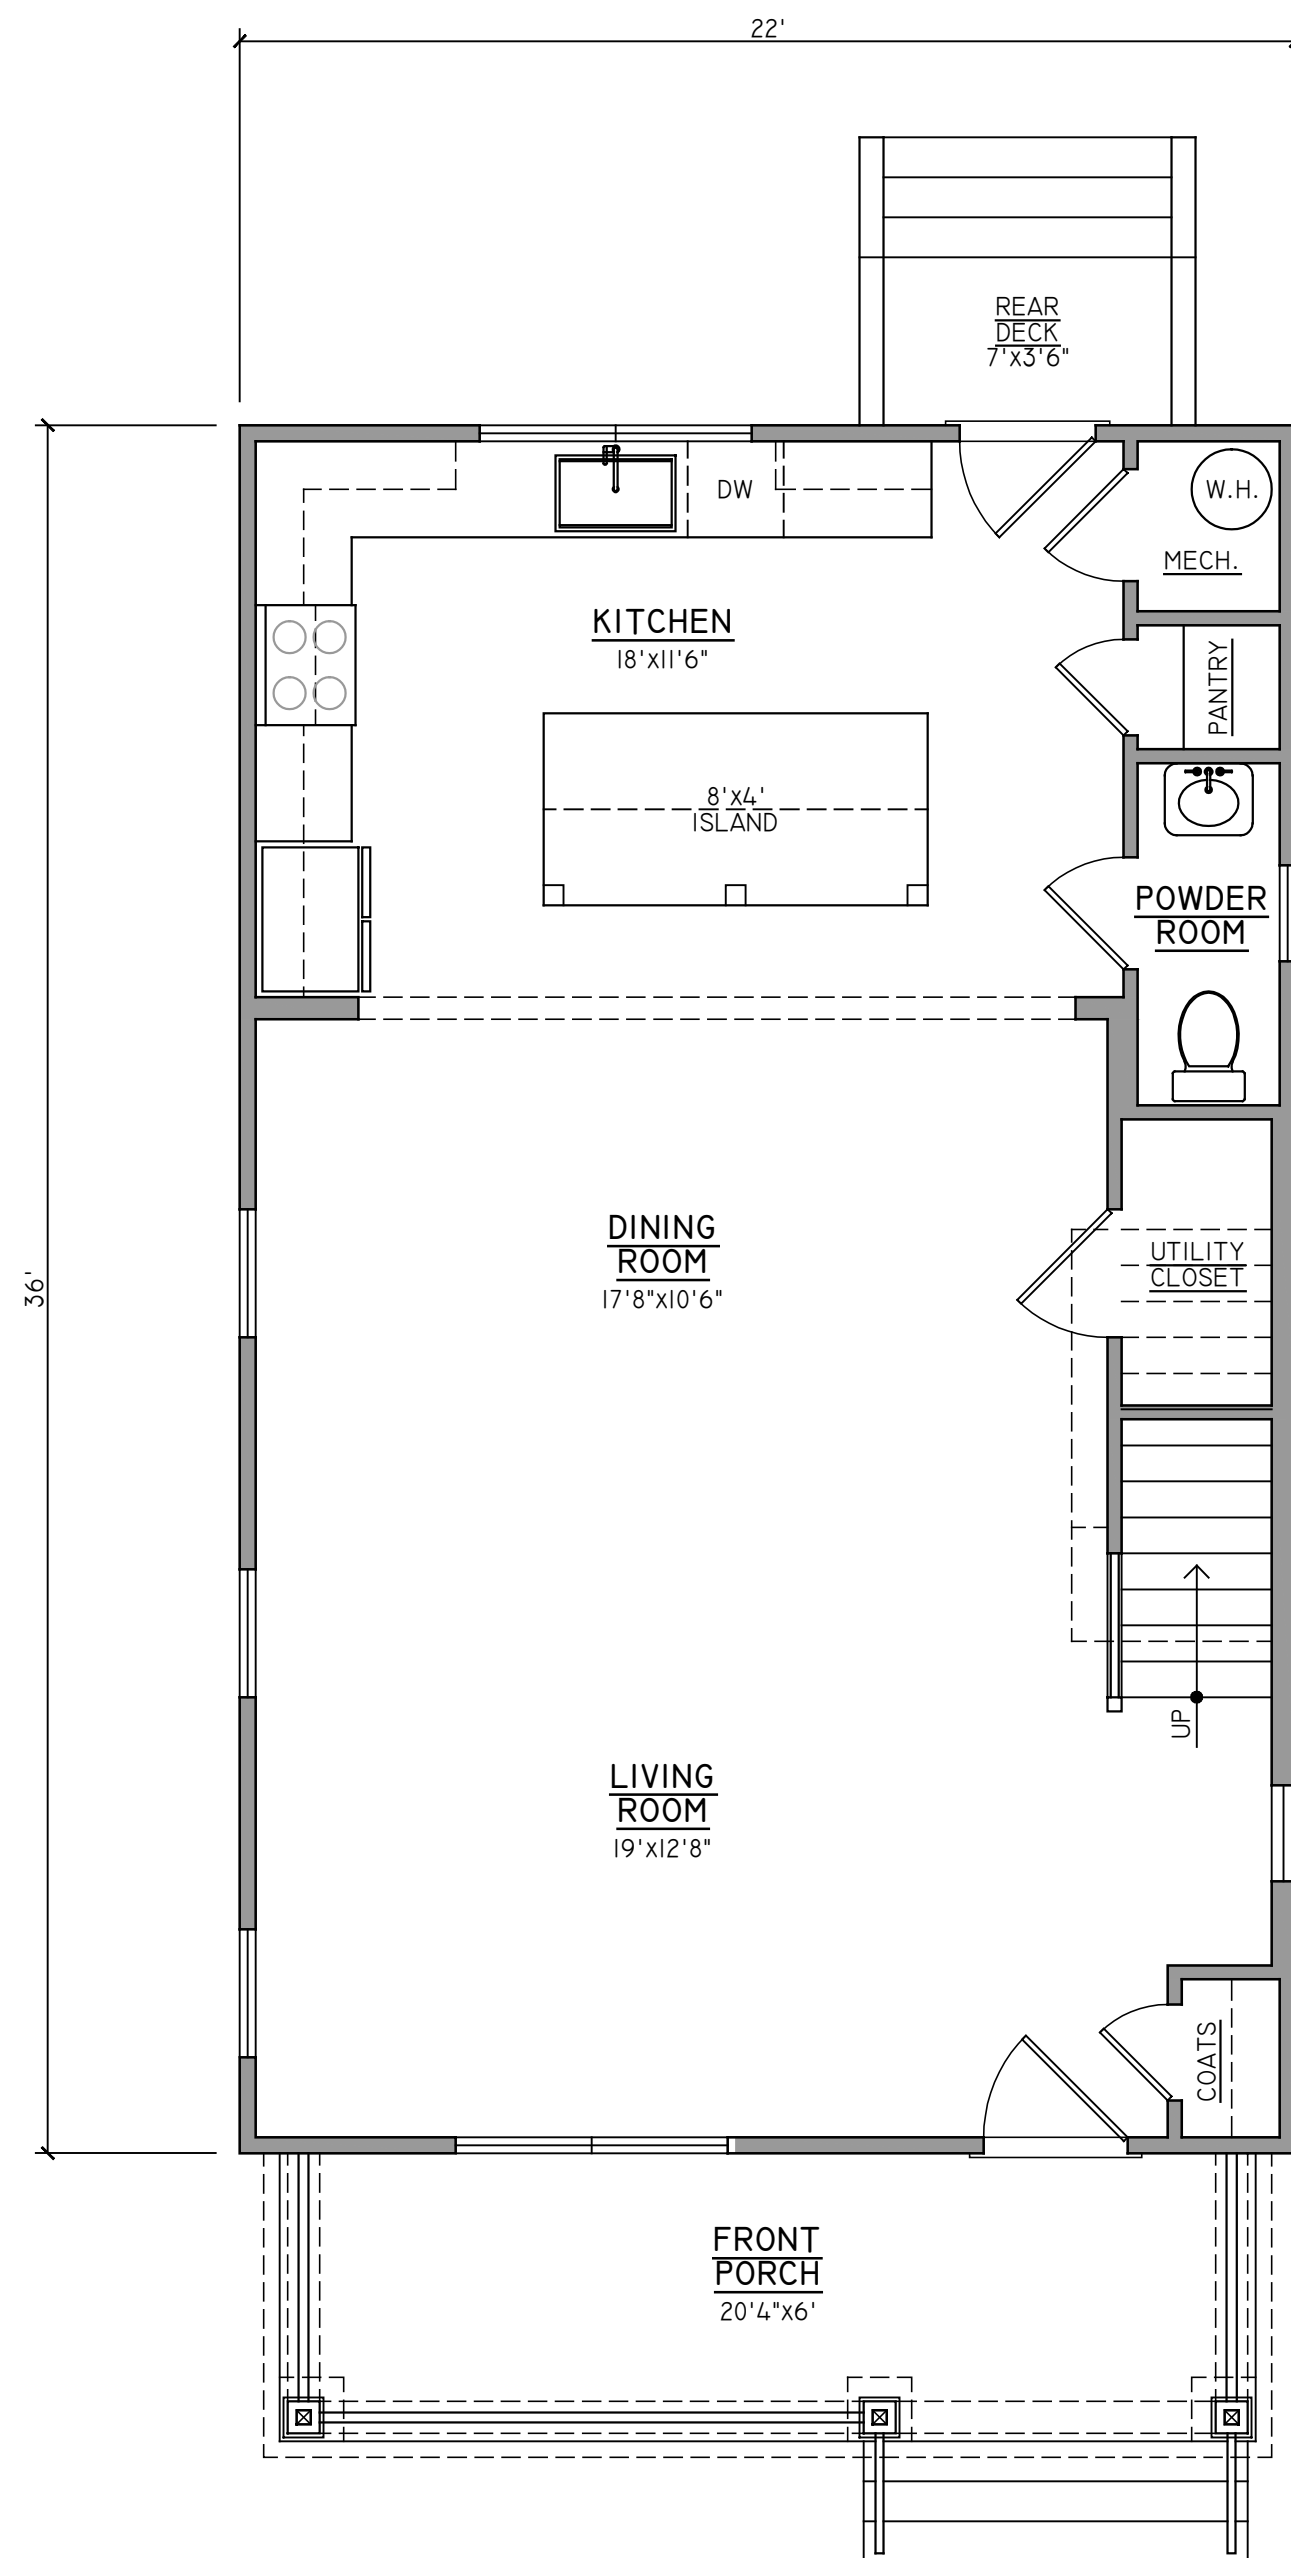 22'
REAR
DECK
7'x3'6"
DW
W.H.
MECH.
KITCHEN
18'x11'6"
PANTRY
8'x4'
ISLAND
POWDER
ROOM
DINING
ROOM
17'8"x10'6"
UTILITY
CLOSET
36'
UP
LIVING
ROOM
19'x12'8"
COATS
FRONT
PORCH
20'4"x6'